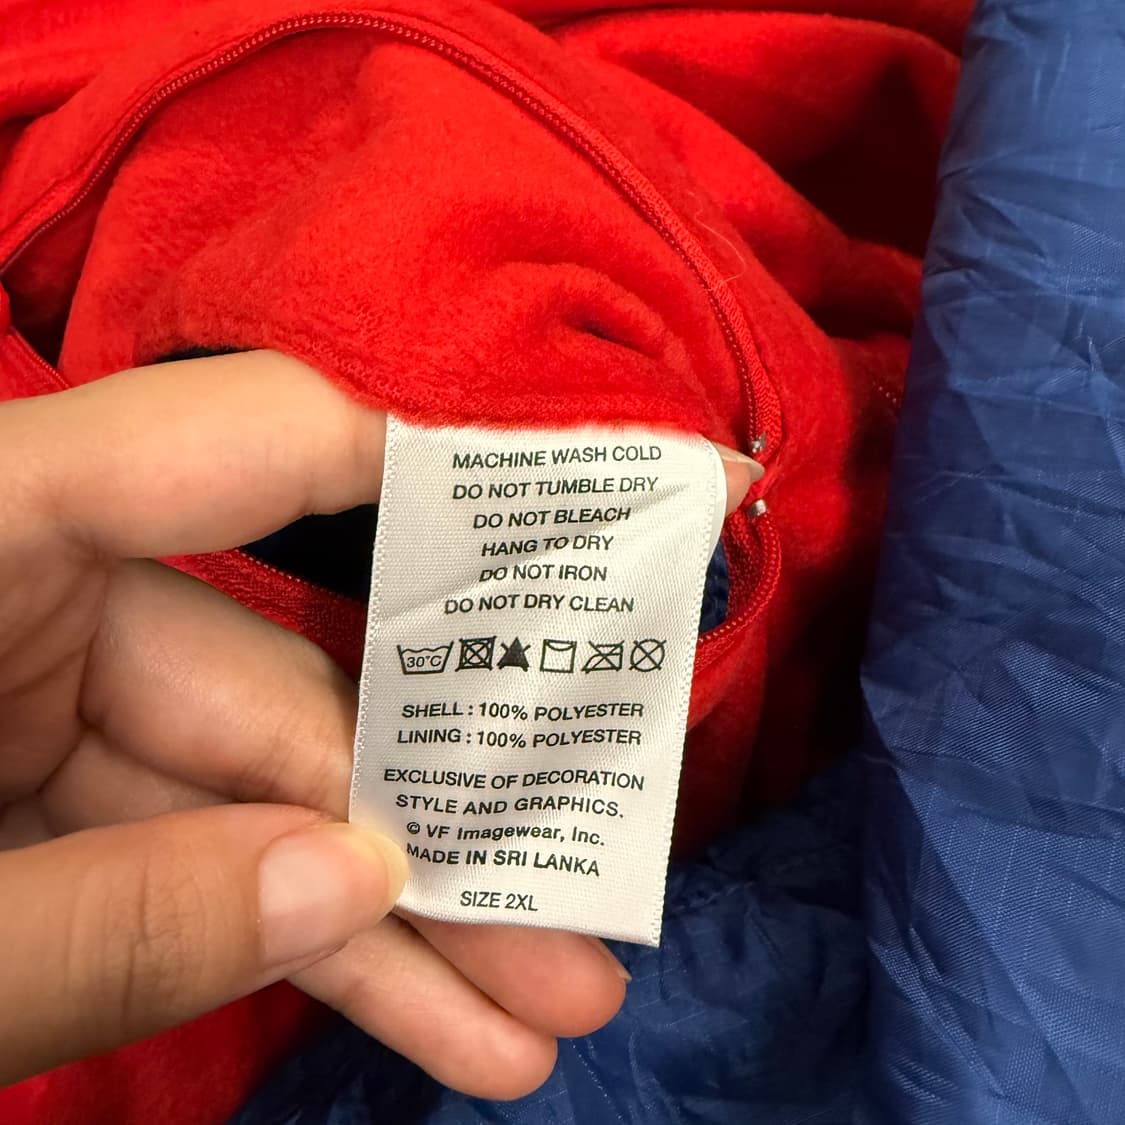 MACHINE WASH COLD
DO NOT TUMBLE DRY
DO NOT BLEACH
HANG TO DRY
DO NOT IRON
DO NOT DRY CLEAN
30°C
SHELL : 100% POLYESTER
LINING : 100% POLYESTER
EXCLUSIVE OF DECORATION
STYLE AND GRAPHICS.
© VF Imagewear, Inc.
MADE IN SRI LANKA
SIZE 2XL